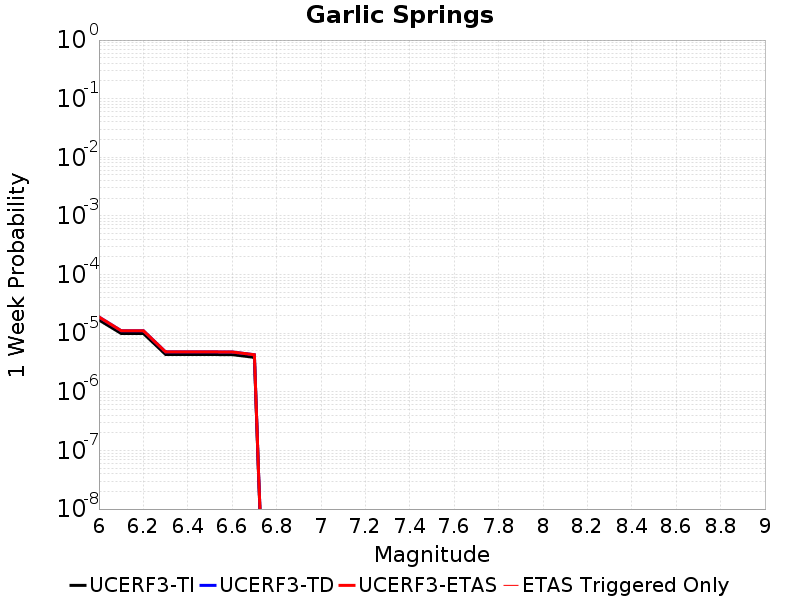 Garlic Springs
1 Week Probability
10^0
10^-1
10^-2
10^-3
10^-4
10^-5
10^-6
10^-7
10^-8
6 6.2 6.4 6.6 6.8 7 7.2 7.4 7.6 7.8 8 8.2 8.4 8.6 8.8 9
Magnitude
UCERF3-TI UCERF3-TD UCERF3-ETAS ETAS Triggered Only